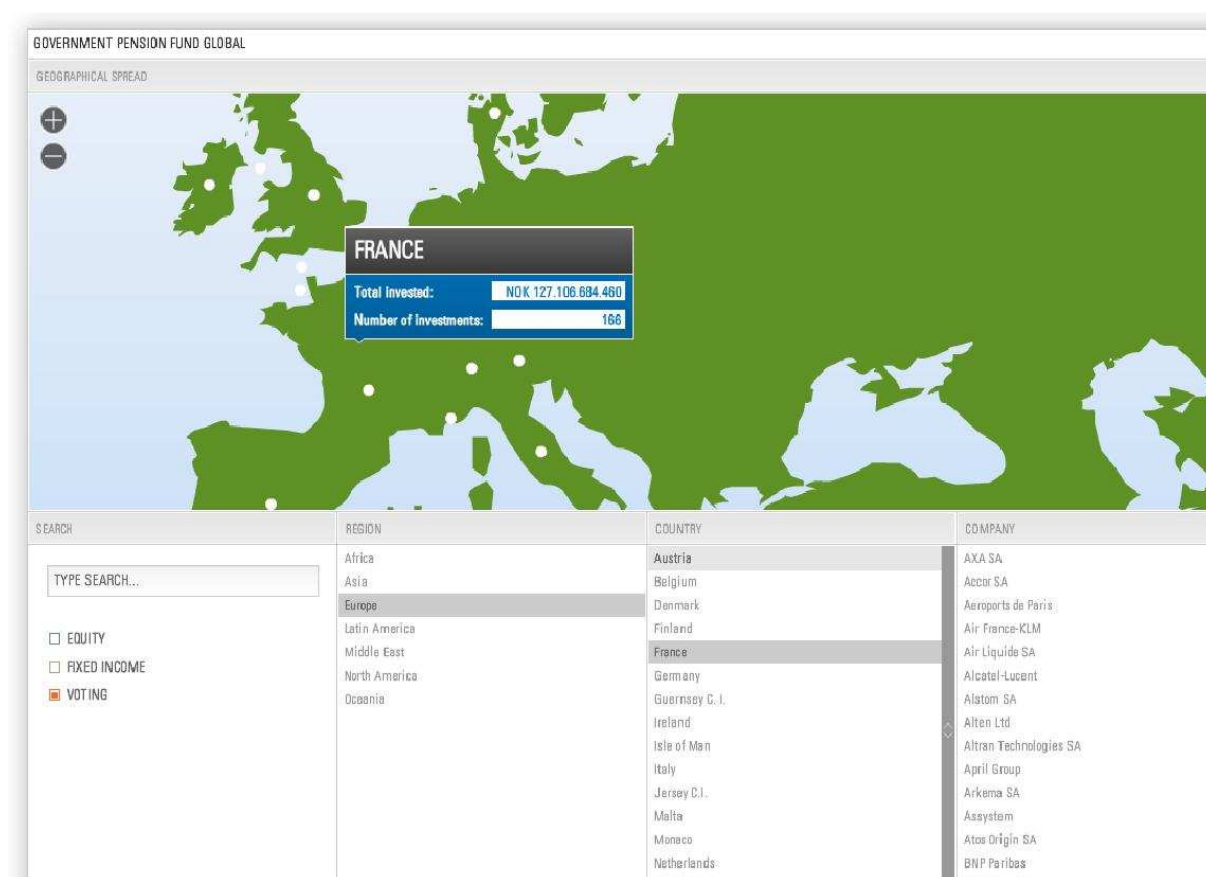 GOVERNMENT PENSION FUND GLOBAL
GEOGRAPHICAL SPREAD
FRANCE
Total invested: NOK 127.106.684.460
Number of investments: 166
SEARCH
TYPE SEARCH...
EQUITY
FIXED INCOME
VOTING
REGION
Africa
Asia
Europe
Latin America
Middle East
North America
Oceania
COUNTRY
Austria
Belgium
Denmark
Finland
France
Germany
Guernsey C. I.
Ireland
Isle of Man
Italy
Jersey C.I.
Malta
Monaco
Netherlands
COMPANY
AXA SA
Accor SA
Aeroports de Paris
Air France-KLM
Air Liquide SA
Alcatel-Lucent
Alstom SA
Alten Ltd
Altran Technologies SA
April Group
Arkema SA
Assystem
Atos Origin SA
BNP Paribas